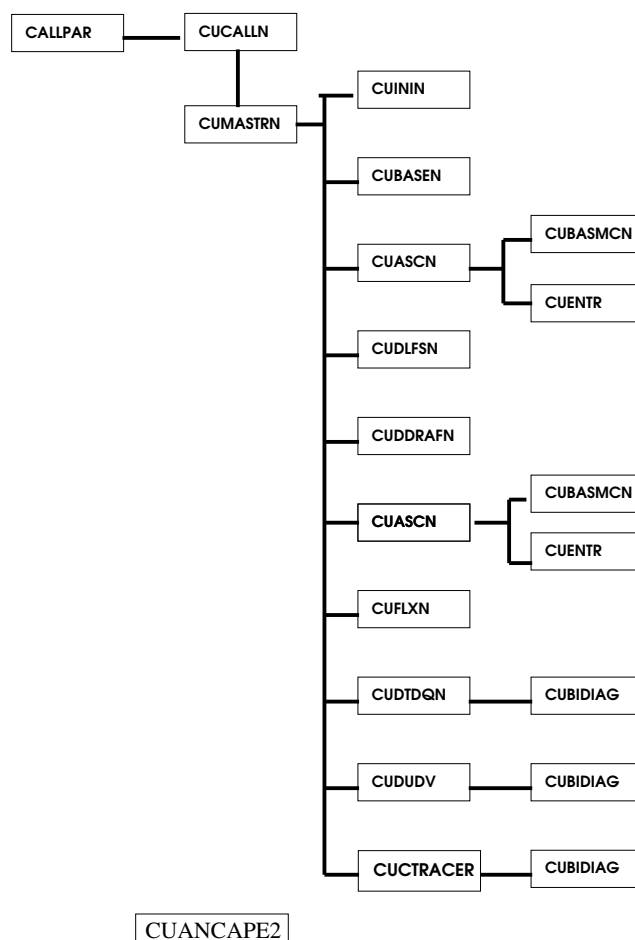 CALLPAR
CUCALLN
CUMASTRN
CUININ
CUBASEN
CUASCN
CUBASMCN
CUENTR
CUDLFSN
CUDDRAFN
CUASCN
CUBASMCN
CUENTR
CUFLXN
CUDTDQN
CUBIDIAG
CUDUDV
CUBIDIAG
CUCTRACER
CUBIDIAG
CUANCAPE2